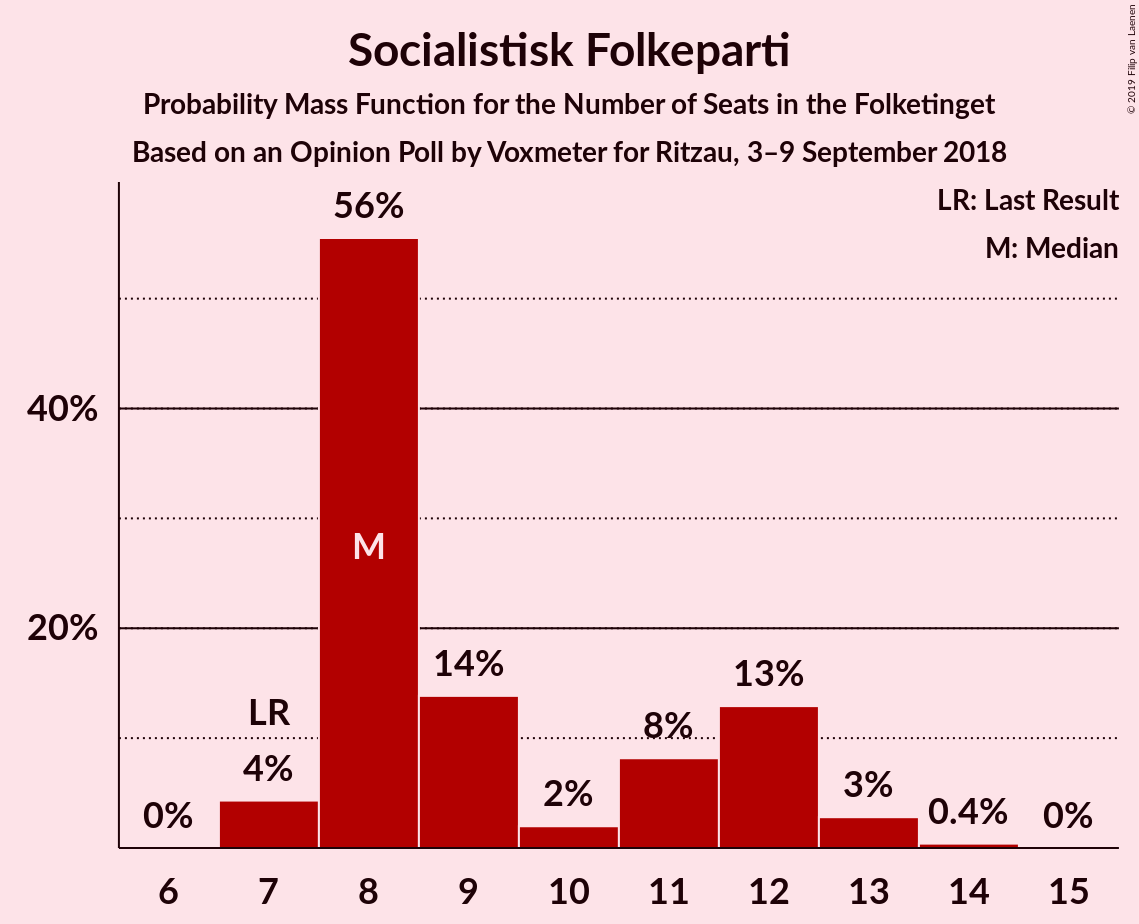 Socialistisk Folkeparti
Probability Mass Function for the Number of Seats in the Folketinget
Based on an Opinion Poll by Voxmeter for Ritzau, 3–9 September 2018
© 2019 Filip van Laenen
LR: Last Result
M: Median
56%
40%
M
20%
14%
13%
LR
8%
4%
2%
3%
0%
0.4%
0%
6 7 8 9 10 11 12 13 14 15